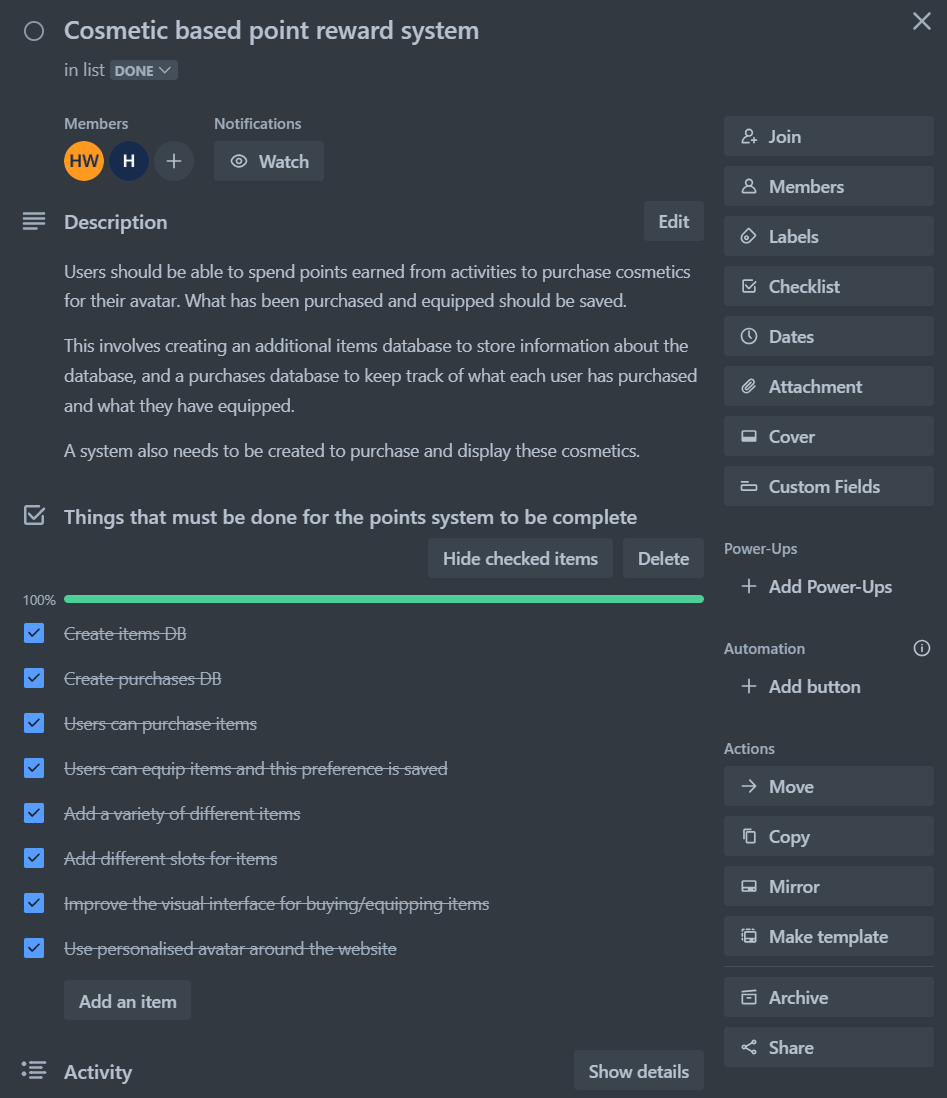 Cosmetic based point reward system
in list DONE
Members
Notifications
HW
H
Watch
Description
Edit
Users should be able to spend points earned from activities to purchase cosmetics
for their avatar. What has been purchased and equipped should be saved.
This involves creating an additional items database to store information about the
database, and a purchases database to keep track of what each user has purchased
and what they have equipped.
A system also needs to be created to purchase and display these cosmetics.
Things that must be done for the points system to be complete
Hide checked items
Delete
100%
Create items DB
Create purchases DB
Users can purchase items
Users can equip items and this preference is saved
Add a variety of different items
Add different slots for items
Improve the visual interface for buying/equipping items
Use personalised avatar around the website
Add an item
Activity
Show details
Join
Members
Labels
Checklist
Dates
Attachment
Cover
Custom Fields
Power-Ups
Add Power-Ups
Automation
Add button
Actions
Move
Copy
Mirror
Make template
Archive
Share